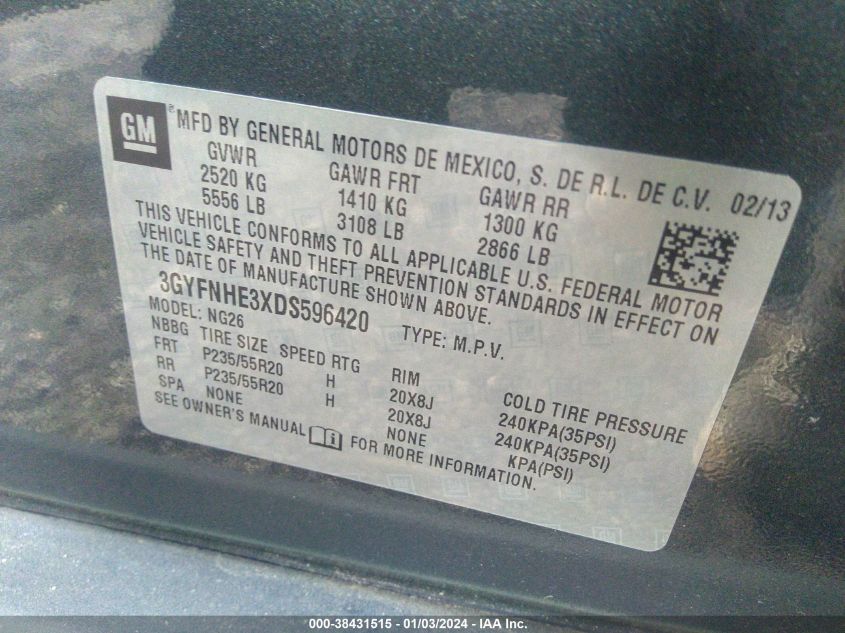 GM ® MFD BY GENERAL MOTORS DE MEXICO, S. DE R.L. DE C.V. 02/13
GVWR GAWR FRT GAWR RR
2520 KG 1410 KG 1300 KG
5556 LB 3108 LB 2866 LB
THIS VEHICLE CONFORMS TO ALL APPLICABLE U.S. FEDERAL MOTOR
VEHICLE SAFETY AND THEFT PREVENTION STANDARDS IN EFFECT ON
THE DATE OF MANUFACTURE SHOWN ABOVE.
3GYFNHE3XDS596420 TYPE: M.P.V.
MODEL: NG26
NBBG TIRE SIZE SPEED RTG RIM COLD TIRE PRESSURE
FRT P235/55R20 H 20X8J 240KPA(35PSI)
RR P235/55R20 H 20X8J 240KPA(35PSI)
SPA NONE NONE KPA(PSI)
SEE OWNER'S MANUAL FOR MORE INFORMATION.
000-38431515 - 01/03/2024 - IAA Inc.